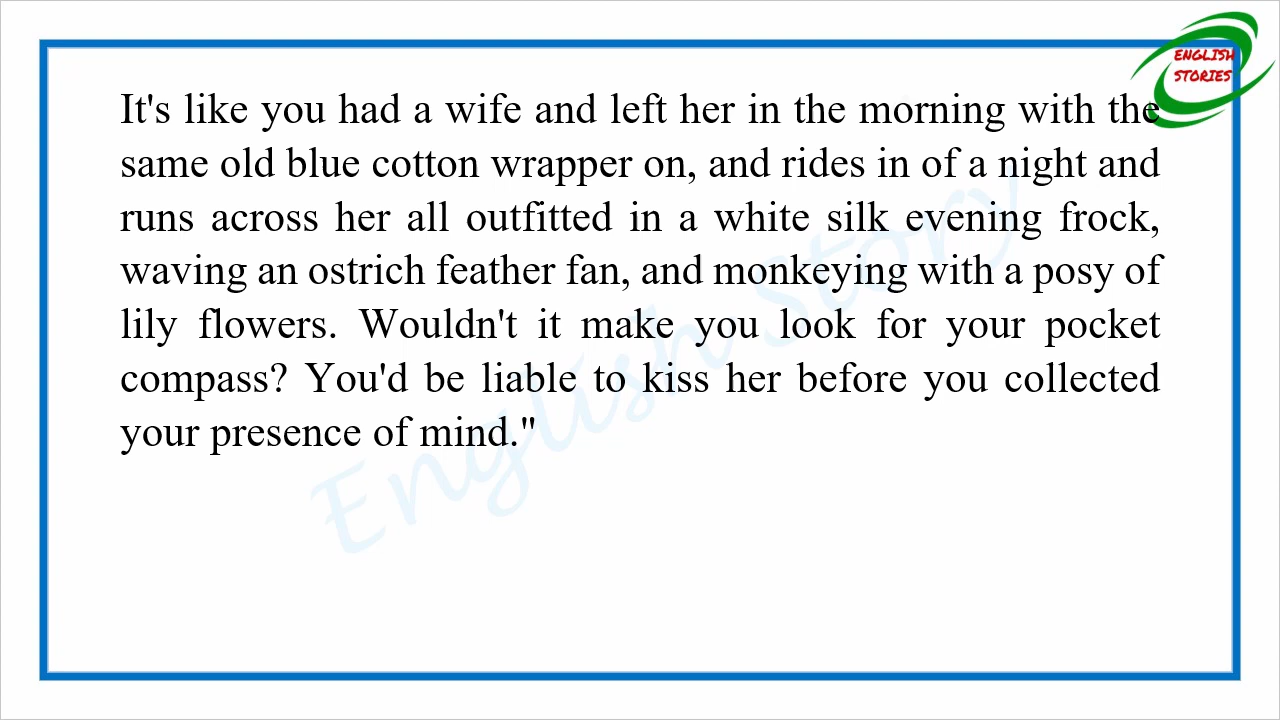 ENGLISH
STORIES
It's like you had a wife and left her in the morning with the
same old blue cotton wrapper on, and rides in of a night and
runs across her all outfitted in a white silk evening frock,
waving an ostrich feather fan, and monkeying with a posy of
lily flowers. Wouldn't it make you look for your pocket
compass? You'd be liable to kiss her before you collected
your presence of mind."
English Story